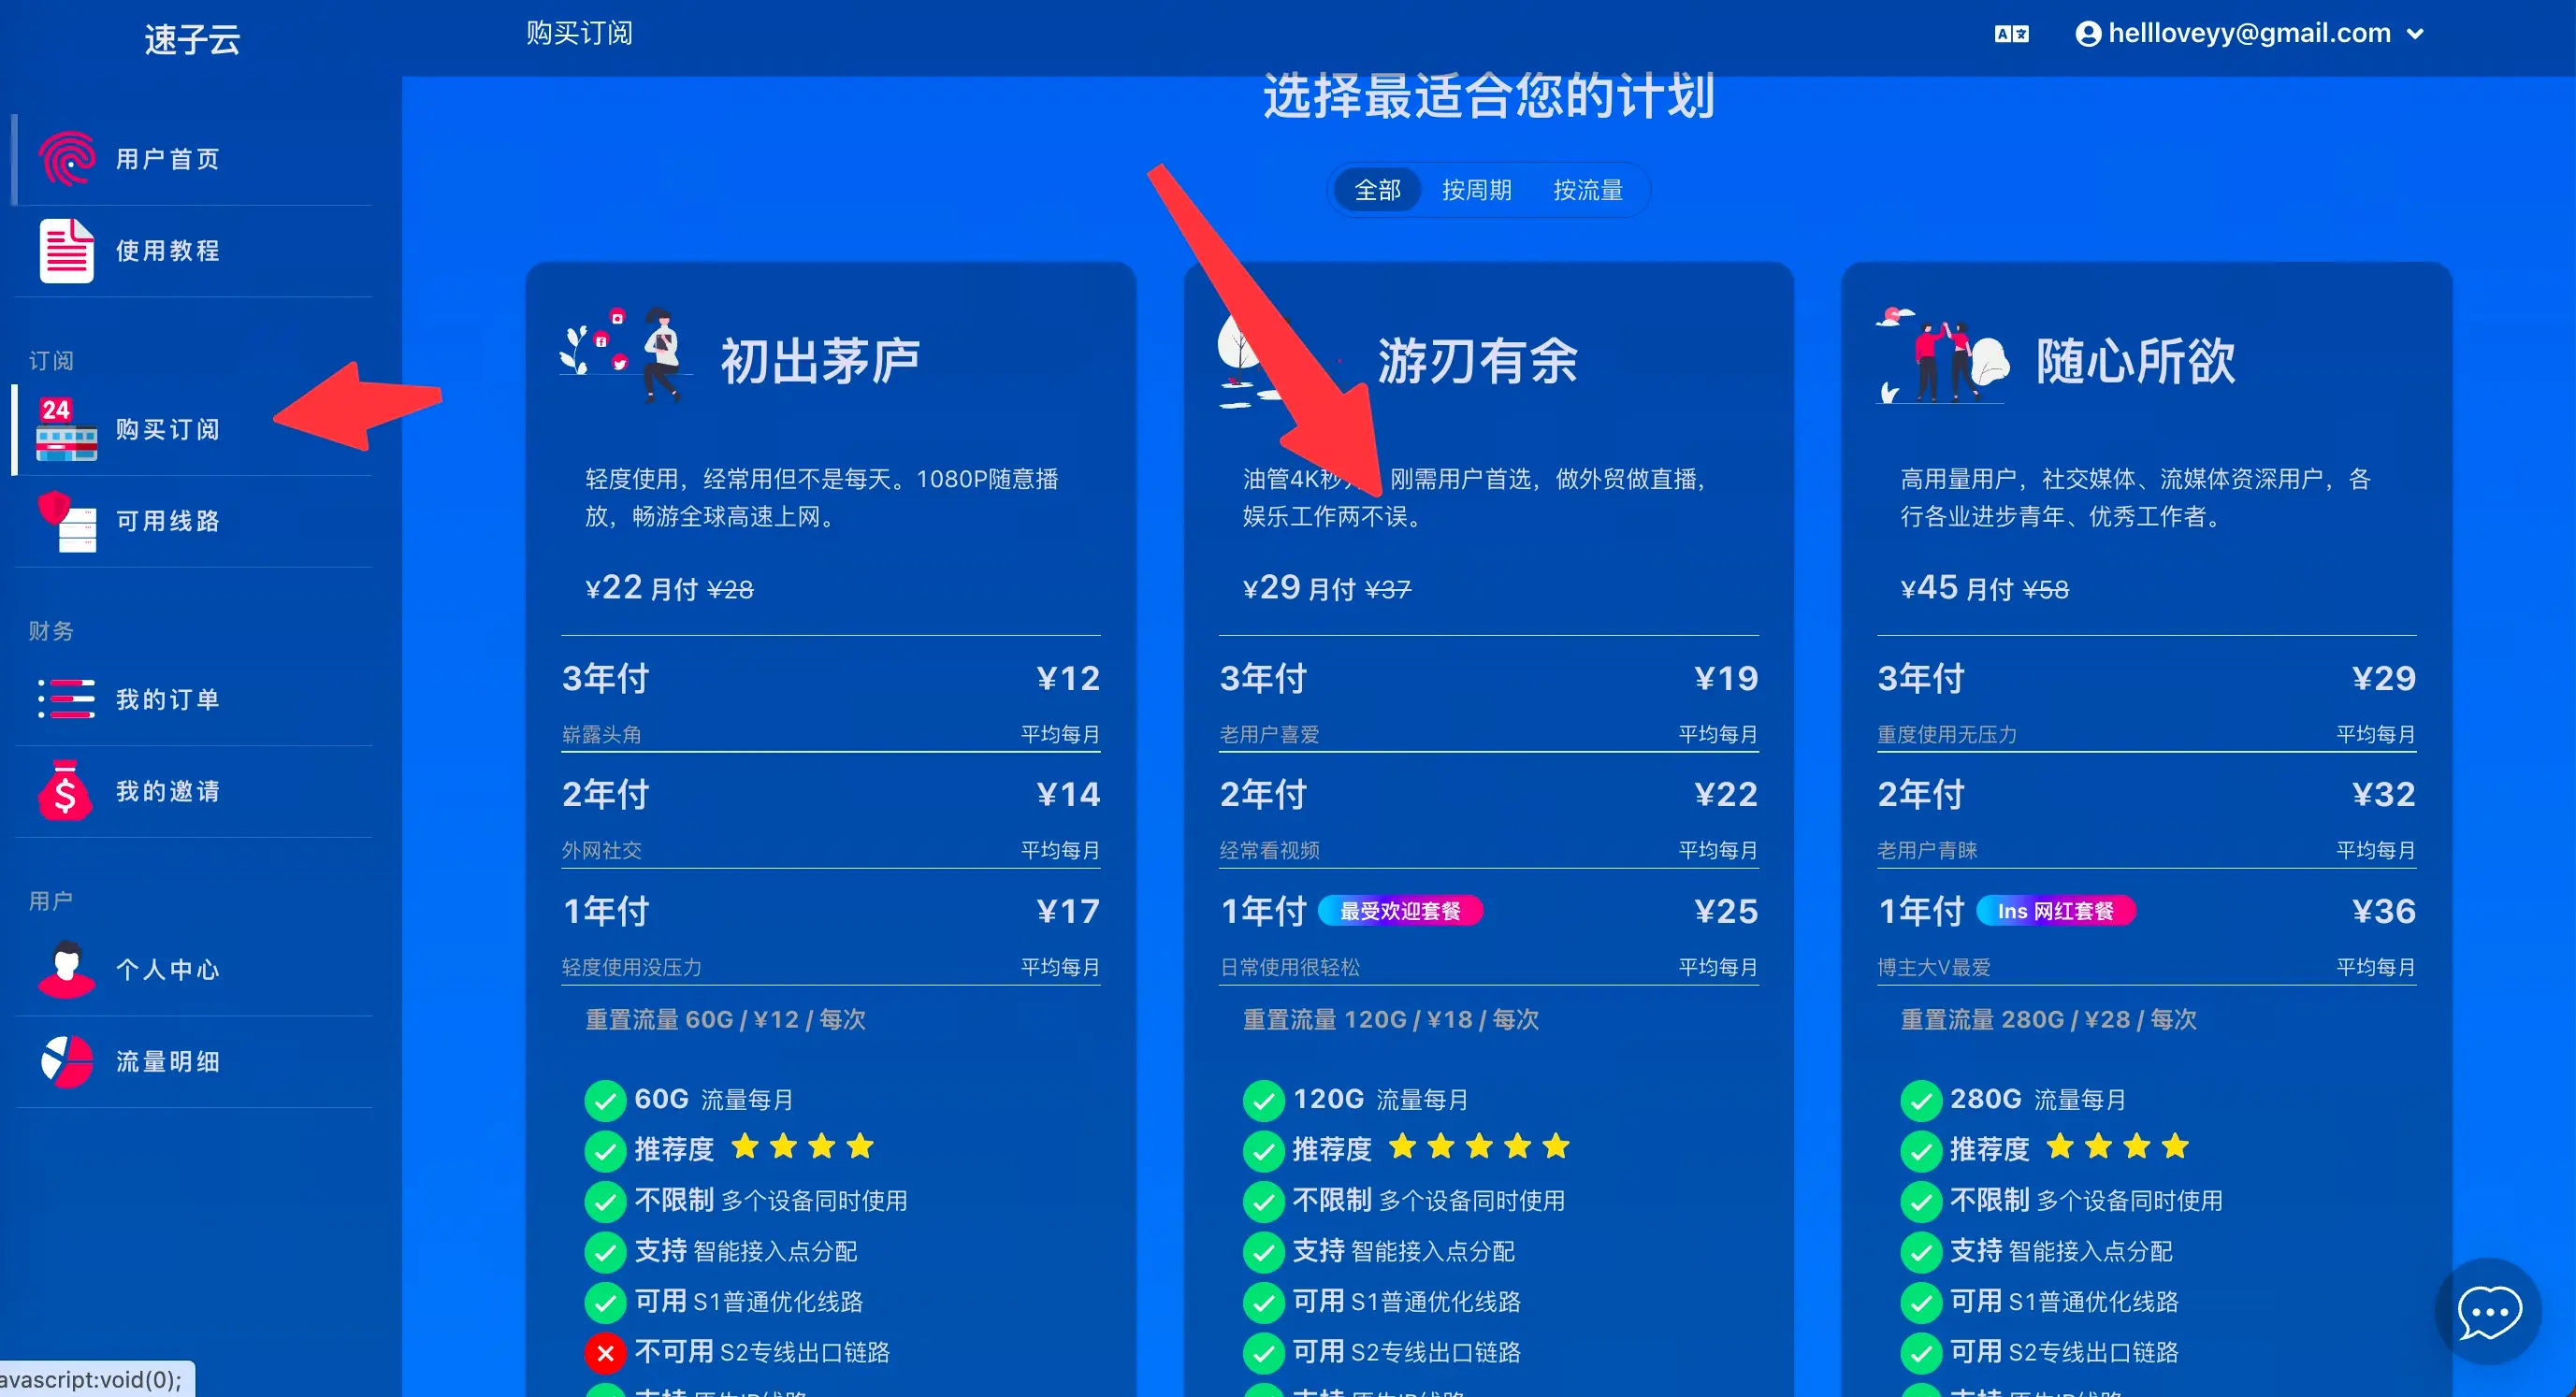 速子云
购买订阅
hellloveyy@gmail.com
用户首页
使用教程
订阅
24
购买订阅
可用线路
财务
我的订单
我的邀请
用户
个人中心
流量明细
选择最适合您的计划
全部 按周期 按流量
初出茅庐
轻度使用，经常用但不是每天。1080P随意播
放，畅游全球高速上网。
¥22 月付 ¥28
3年付 ¥12
崭露头角 平均每月
2年付 ¥14
外网社交 平均每月
1年付 ¥17
轻度使用没压力 平均每月
重置流量 60G / ¥12 / 每次
60G 流量每月
推荐度
不限制 多个设备同时使用
支持 智能接入点分配
可用 S1普通优化线路
不可用 S2专线出口链路
游刃有余
油管4K秒 刚需用户首选，做外贸做直播，
娱乐工作两不误。
¥29 月付 ¥37
3年付 ¥19
老用户喜爱 平均每月
2年付 ¥22
经常看视频 平均每月
1年付 最受欢迎套餐 ¥25
日常使用很轻松 平均每月
重置流量 120G / ¥18 / 每次
120G 流量每月
推荐度
不限制 多个设备同时使用
支持 智能接入点分配
可用 S1普通优化线路
可用 S2专线出口链路
随心所欲
高用量用户，社交媒体、流媒体资深用户，各
行各业进步青年、优秀工作者。
¥45 月付 ¥58
3年付 ¥29
重度使用无压力 平均每月
2年付 ¥32
老用户青睐 平均每月
1年付 Ins 网红套餐 ¥36
博主大V最爱 平均每月
重置流量 280G / ¥28 / 每次
280G 流量每月
推荐度
不限制 多个设备同时使用
支持 智能接入点分配
可用 S1普通优化线路
可用 S2专线出口链路
avascript:void(0);